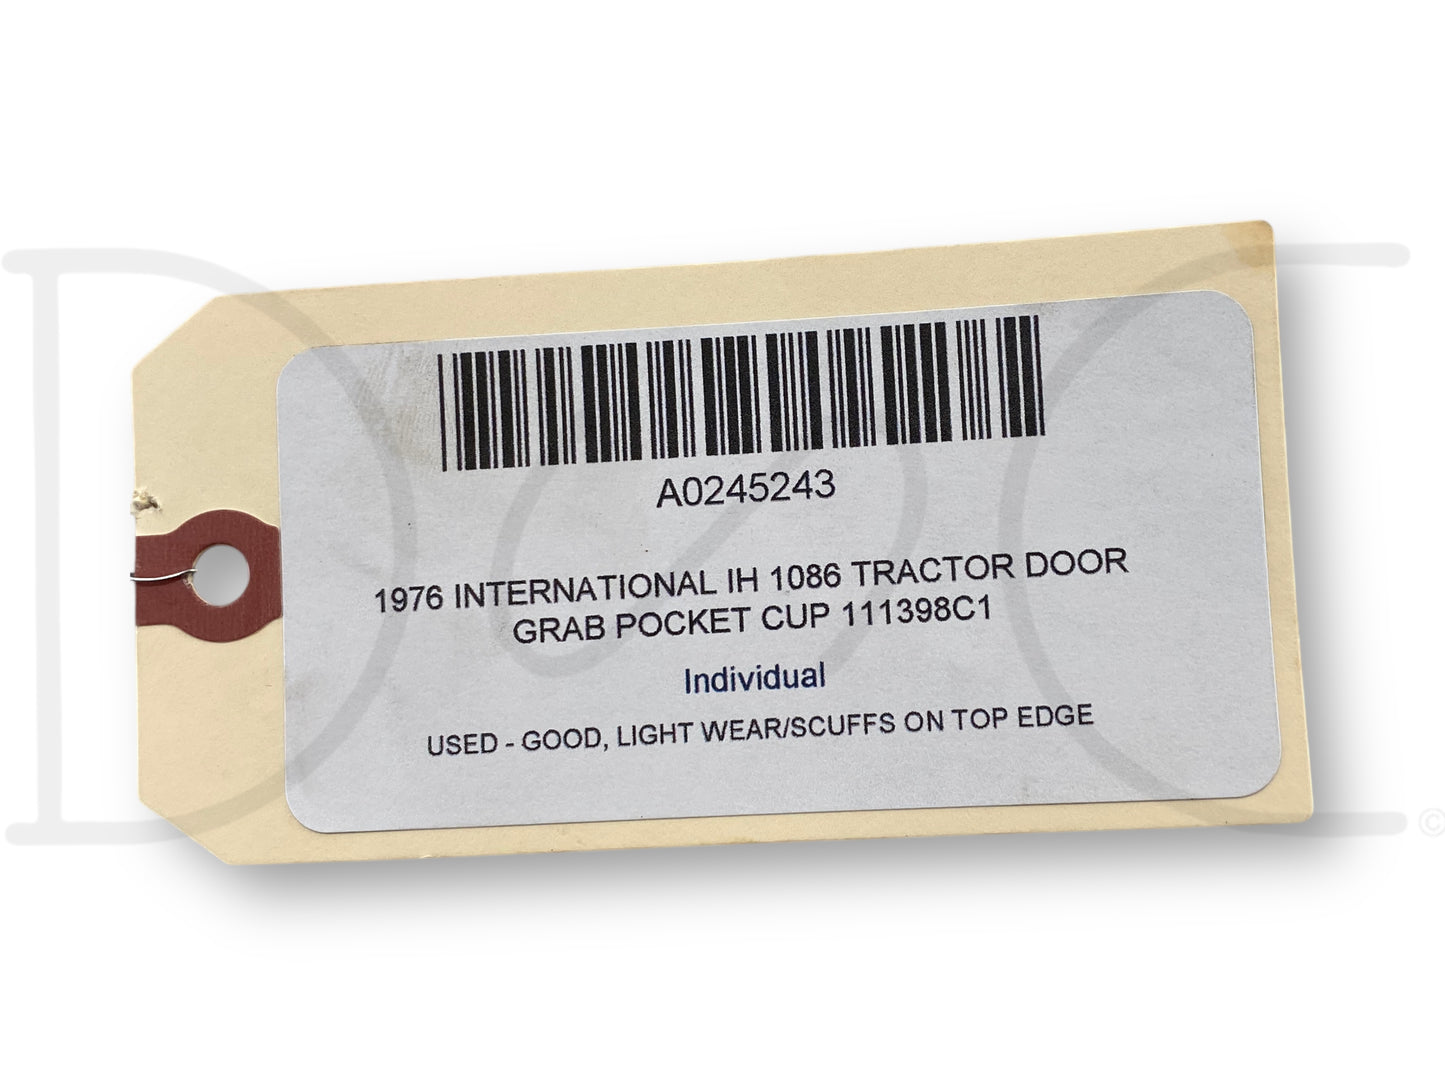 A0245243
1976 INTERNATIONAL IH 1086 TRACTOR DOOR
GRAB POCKET CUP 111398C1
Individual
USED - GOOD, LIGHT WEAR/SCUFFS ON TOP EDGE
©